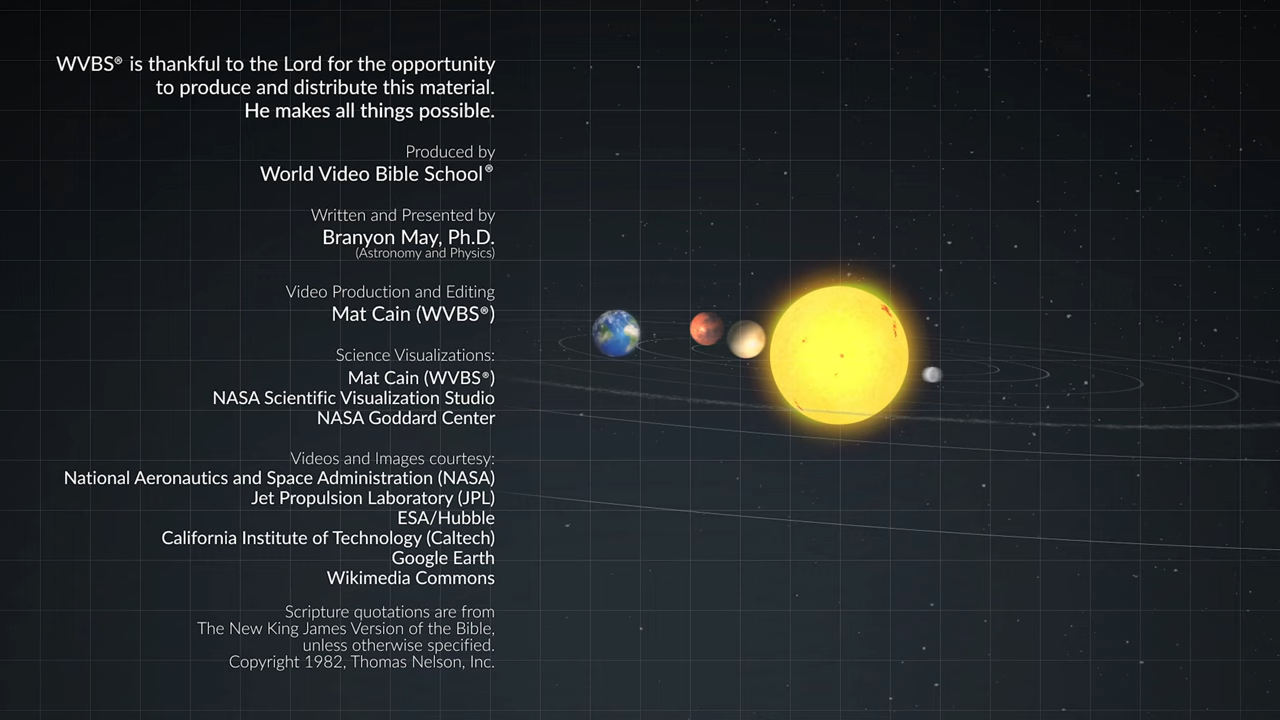 WVBS® is thankful to the Lord for the opportunity
to produce and distribute this material.
He makes all things possible.
Produced by
World Video Bible School®
Written and Presented by
Branyon May, Ph.D.
(Astronomy and Physics)
Video Production and Editing
Mat Cain (WVBS®)
Science Visualizations:
Mat Cain (WVBS®)
NASA Scientific Visualization Studio
NASA Goddard Center
Videos and Images courtesy:
National Aeronautics and Space Administration (NASA)
Jet Propulsion Laboratory (JPL)
ESA/Hubble
California Institute of Technology (Caltech)
Google Earth
Wikimedia Commons
Scripture quotations are from
The New King James Version of the Bible,
unless otherwise specified.
Copyright 1982, Thomas Nelson, Inc.